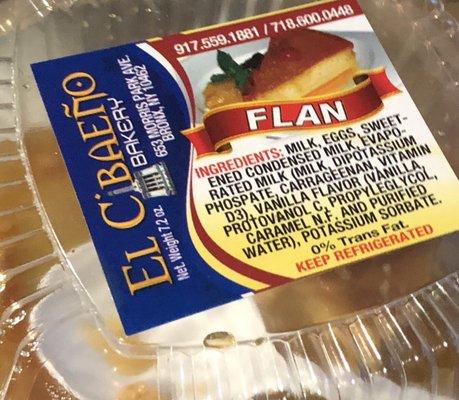 EL CIBAEÑO
BAKERY
653 MORRIS PARK AVE.
BRONX, NY 10462
Net. Weight 7.2 oz.
917.559.1881 / 718.600.0448
FLAN
INGREDIENTS: MILK, EGGS, SWEET-
ENED CONDENSED MILK, EVAPO-
RATED MILK (MILK, DIPOTASSIUM
PHOSPATE, CARRAGEENAN, VITAMIN
D3), VANILLA FLAVOR (VANILLA,
PROTOVANOL C, PROPYLEGLYCOL,
CARAMEL N.F, AND PURIFIED
WATER), POTASSIUM SORBATE.
0% Trans Fat.
KEEP REFRIGERATED